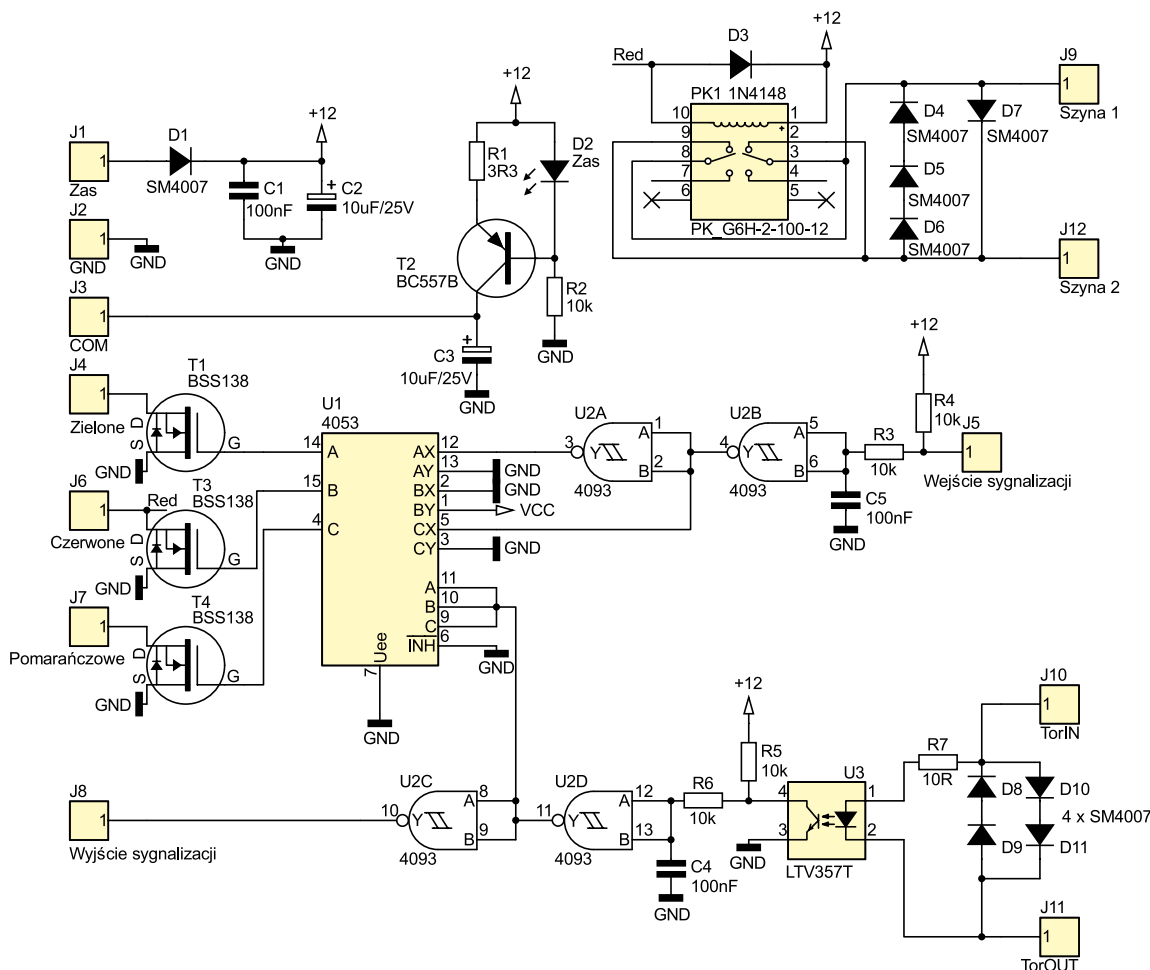 J1
1
Zas
D1
SM4007
+12
C1
100nF
+
C2
10uF/25V
GND
J2
1
GND
GND
J3
1
COM
+12
R1
3R3
D2
Zas
T2
BC557B
R2
10k
GND
+
C3
10uF/25V
GND
Red
D3
+12
PK1 1N4148
10
1
9
2
8
3
7
4
6
5
+
PK_G6H-2-100-12
D4
SM4007
D7
SM4007
D5
SM4007
D6
SM4007
J9
1
Szyna 1
J12
1
Szyna 2
J4
1
Zielone
T1
BSS138
D
S
G
GND
J6
1
Czerwone
Red
T3
BSS138
D
S
G
GND
J7
1
Pomarańczowe
T4
BSS138
D
S
G
GND
U1
4053
14
A
15
B
4
C
AX
12
AY
13
GND
BX
2
GND
BY
1
VCC
CX
5
CY
3
GND
A
11
B
10
C
9
INH
6
GND
Uee
7
GND
U2A
3
Y
A
1
B
2
4093
U2B
4
Y
A
5
B
6
4093
R3
10k
+12
R4
10k
C5
100nF
GND
J5
1
Wejście sygnalizacji
J8
1
Wyjście sygnalizacji
U2C
10
Y
A
8
B
9
4093
U2D
11
Y
A
12
B
13
4093
R6
10k
+12
R5
10k
C4
100nF
GND
U3
4
3
1
2
GND
LTV357T
R7
10R
J10
1
TorIN
D8
D10
4 x SM4007
D9
D11
J11
1
TorOUT